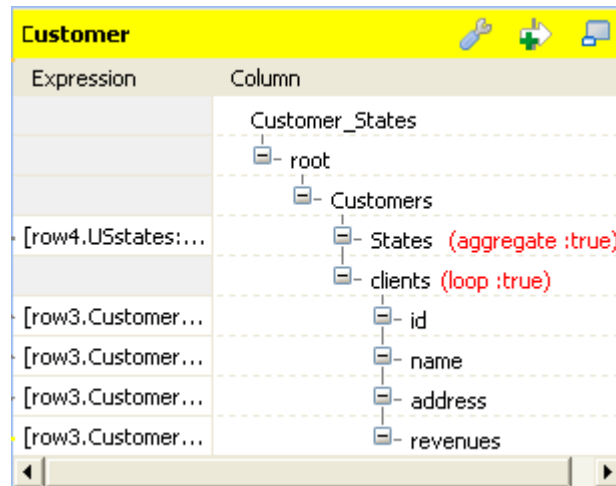 Customer
Expression Column
Customer_States
root
Customers
[row4.USstates:... States (aggregate :true)
clients (loop :true)
[row3.Customer... id
[row3.Customer... name
[row3.Customer... address
[row3.Customer... revenues